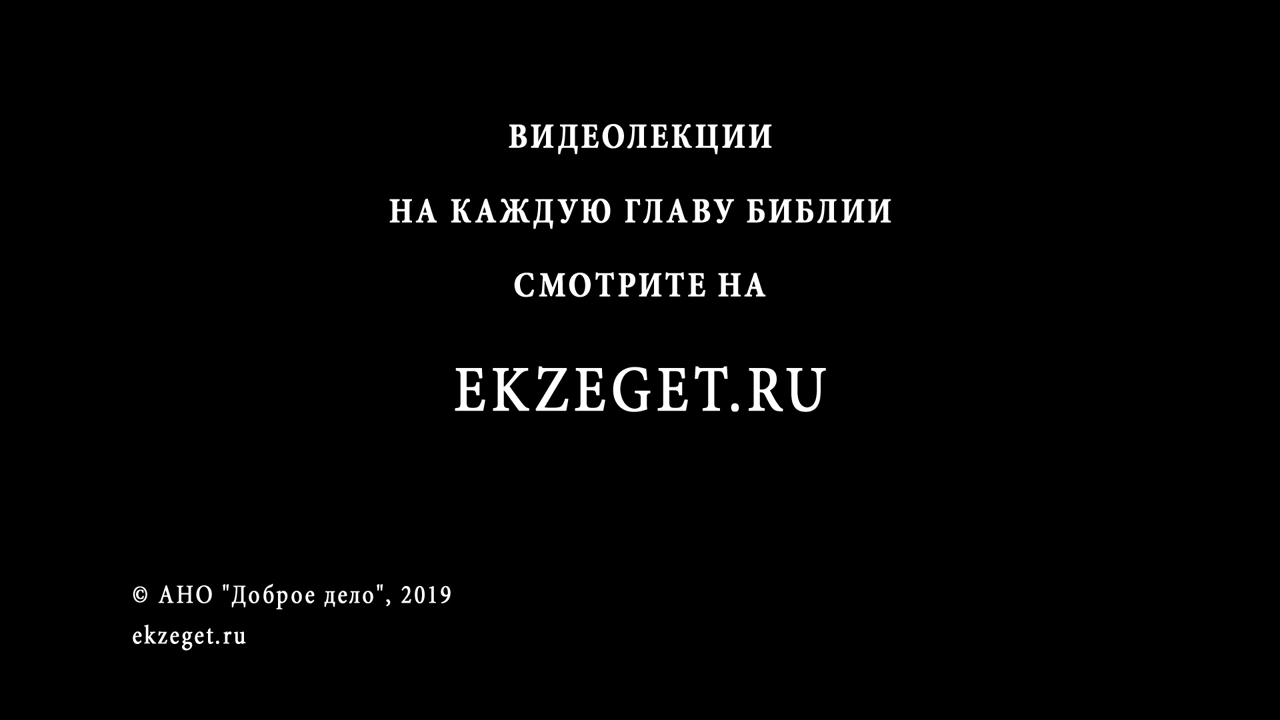 ВИДЕОЛЕКЦИИ
НА КАЖДУЮ ГЛАВУ БИБЛИИ
СМОТРИТЕ НА
EKZEGET.RU
© АНО "Доброе дело", 2019
ekzeget.ru